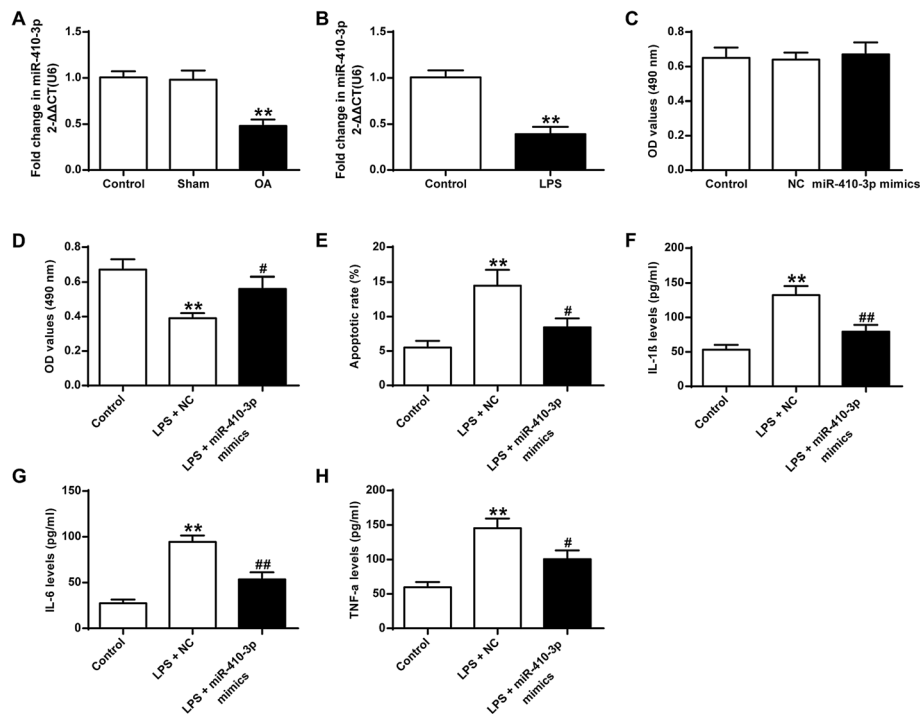 A
Fold change in miR-410-3p
2-ΔΔCT(U6)
1.5
1.0
0.5
0.0
**
Control
Sham
OA
B
Fold change in miR-410-3p
2-ΔΔCT(U6)
1.5
1.0
0.5
0.0
**
Control
LPS
C
OD values (490 nm)
0.8
0.6
0.4
0.2
0.0
Control
NC
miR-410-3p mimics
D
OD values (490 nm)
0.8
0.6
0.4
0.2
0.0
**
#
Control
LPS + NC
LPS + miR-410-3p
mimics
E
Apoptotic rate (%)
20
15
10
5
0
**
#
Control
LPS + NC
LPS + miR-410-3p
mimics
F
IL-1ß levels (pg/ml)
200
150
100
50
0
**
##
Control
LPS + NC
LPS + miR-410-3p
mimics
G
IL-6 levels (pg/ml)
150
100
50
0
**
##
Control
LPS + NC
LPS + miR-410-3p
mimics
H
TNF-a levels (pg/ml)
200
150
100
50
0
**
#
Control
LPS + NC
LPS + miR-410-3p
mimics